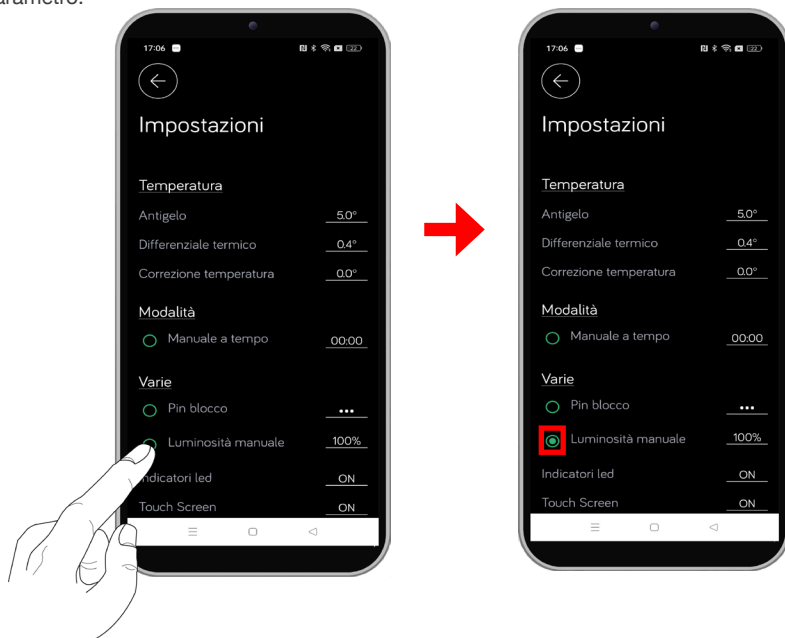 arametro.
17:06 22
Impostazioni
Temperatura
Antigelo 5.0°
Differenziale termico 0.4°
Correzione temperatura 0.0°
Modalità
Manuale a tempo 00:00
Varie
Pin blocco •••
Luminosità manuale 100%
ndicatori led ON
Touch Screen ON
17:06 22
Impostazioni
Temperatura
Antigelo 5.0°
Differenziale termico 0.4°
Correzione temperatura 0.0°
Modalità
Manuale a tempo 00:00
Varie
Pin blocco •••
Luminosità manuale 100%
Indicatori led ON
Touch Screen ON